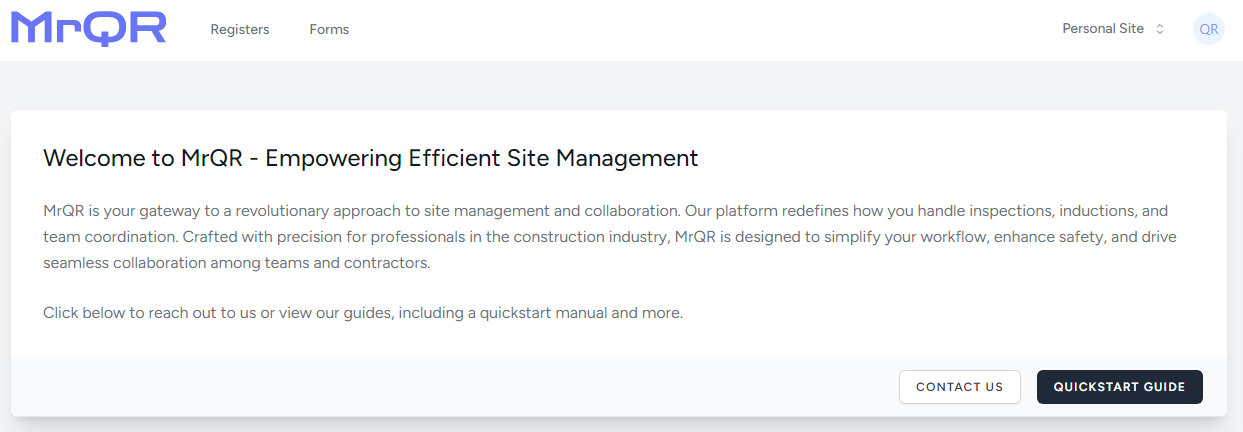 MrQR
Registers
Forms
Personal Site
QR
Welcome to MrQR - Empowering Efficient Site Management
MrQR is your gateway to a revolutionary approach to site management and collaboration. Our platform redefines how you handle inspections, inductions, and
team coordination. Crafted with precision for professionals in the construction industry, MrQR is designed to simplify your workflow, enhance safety, and drive
seamless collaboration among teams and contractors.
Click below to reach out to us or view our guides, including a quickstart manual and more.
CONTACT US
QUICKSTART GUIDE